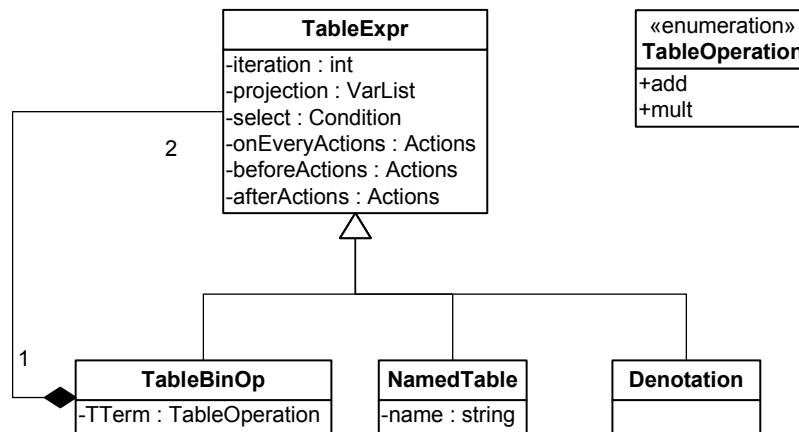 TableExpr
-iteration : int
-projection : VarList
-select : Condition
-onEveryActions : Actions
-beforeActions : Actions
-afterActions : Actions
«enumeration»
TableOperation
+add
+mult
2
1
TableBinOp
-TTerm : TableOperation
NamedTable
-name : string
Denotation